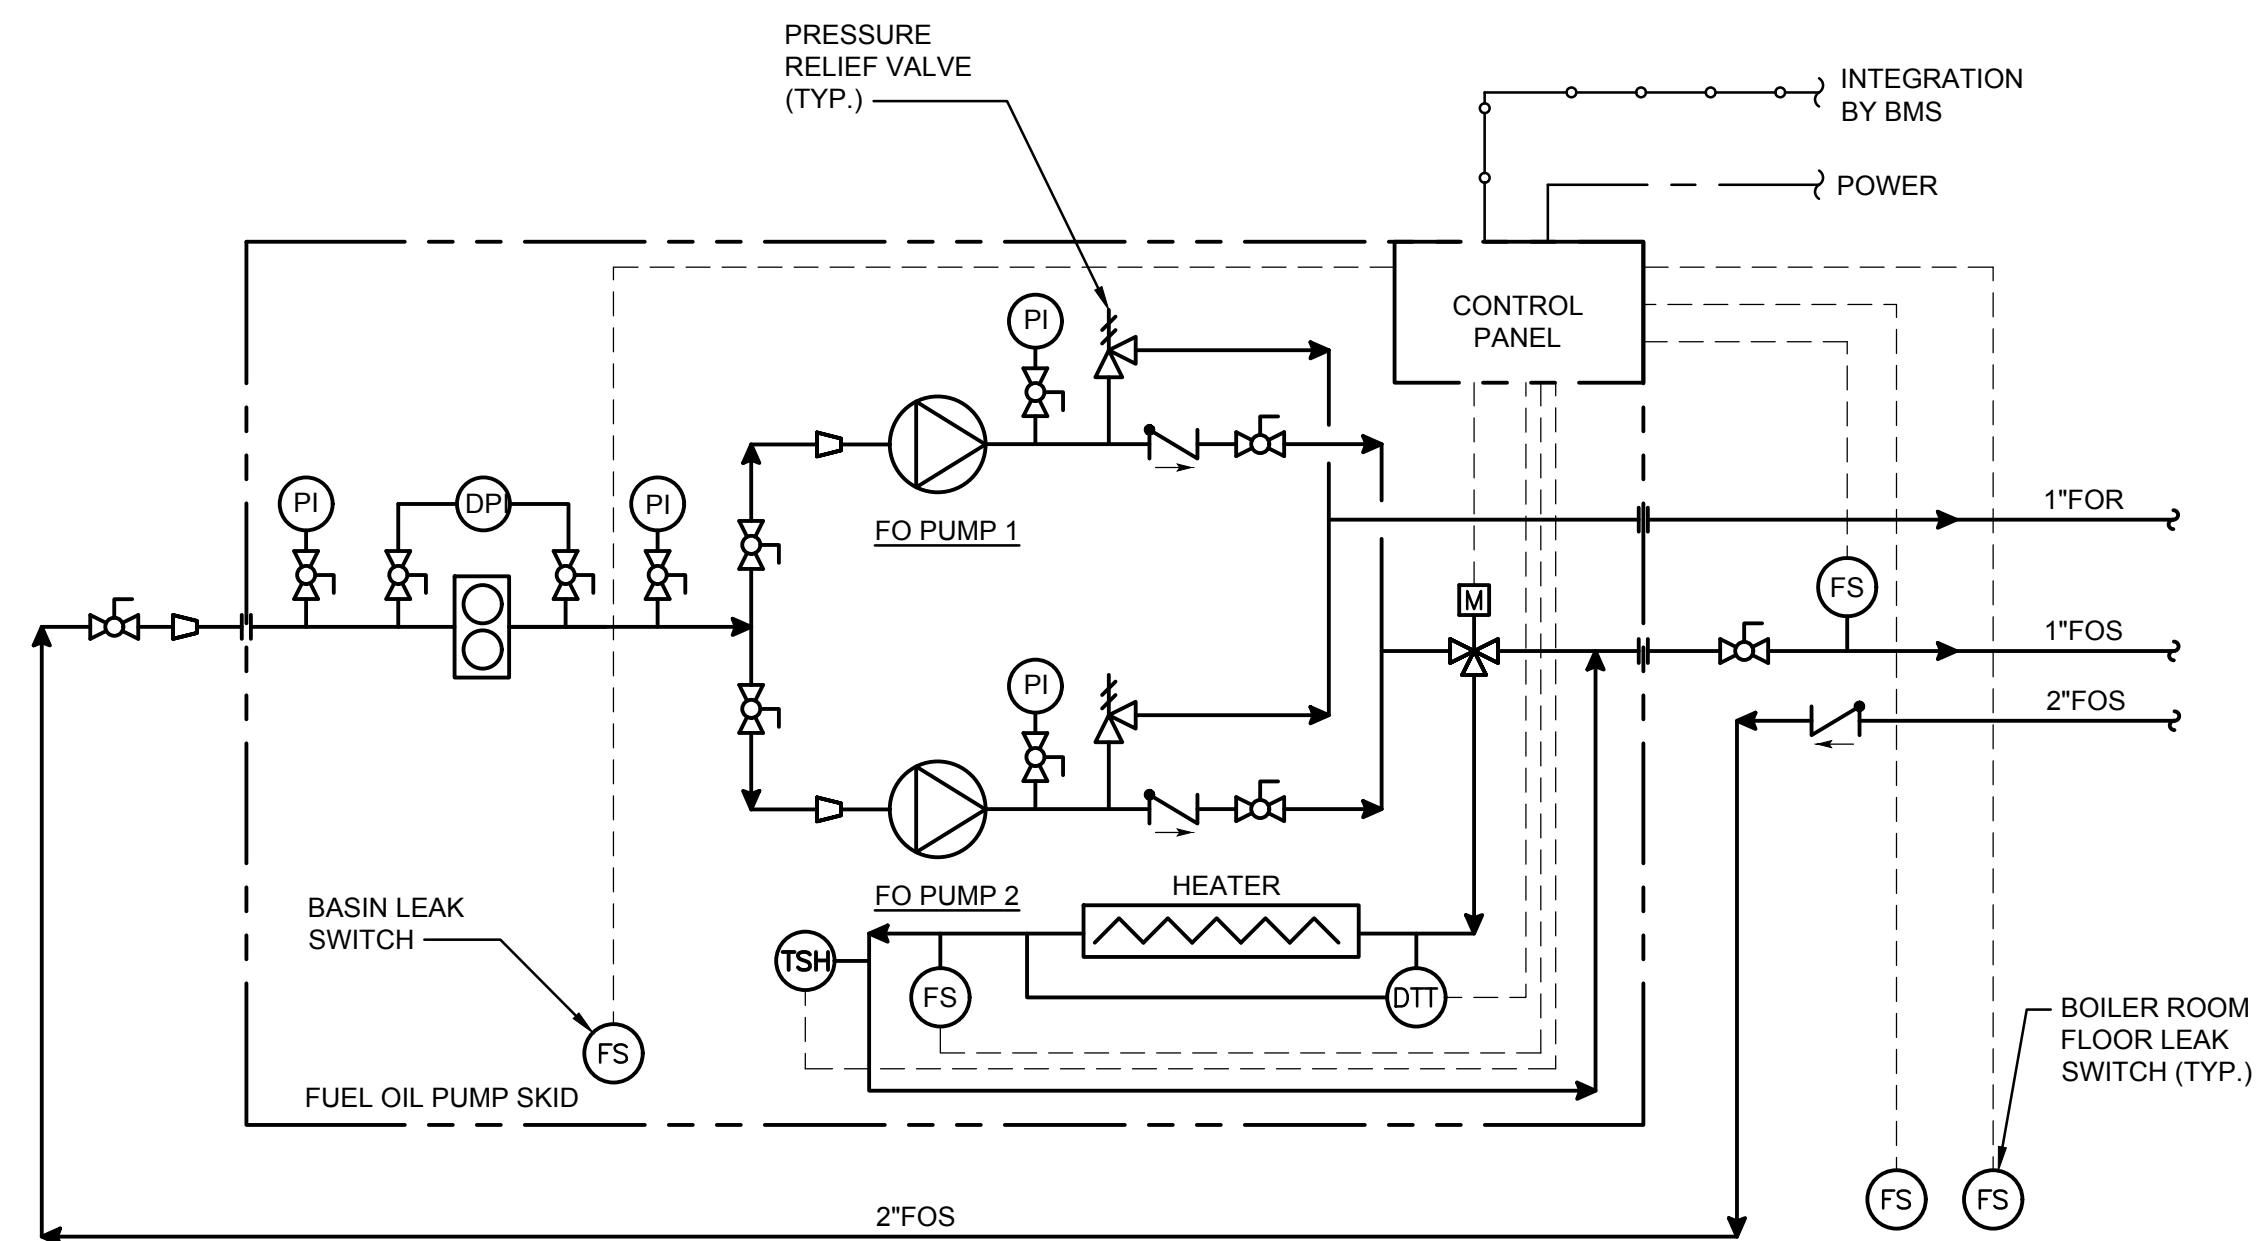 PRESSURE
RELIEF VALVE
(TYP.)
INTEGRATION
BY BMS
POWER
CONTROL
PANEL
PI
PI
DPI
PI
FO PUMP 1
1"FOR
M
FS
1"FOS
2"FOS
PI
FO PUMP 2
HEATER
BASIN LEAK
SWITCH
TSH
FS
DTT
FS
BOILER ROOM
FLOOR LEAK
SWITCH (TYP.)
FUEL OIL PUMP SKID
FS
FS
2"FOS